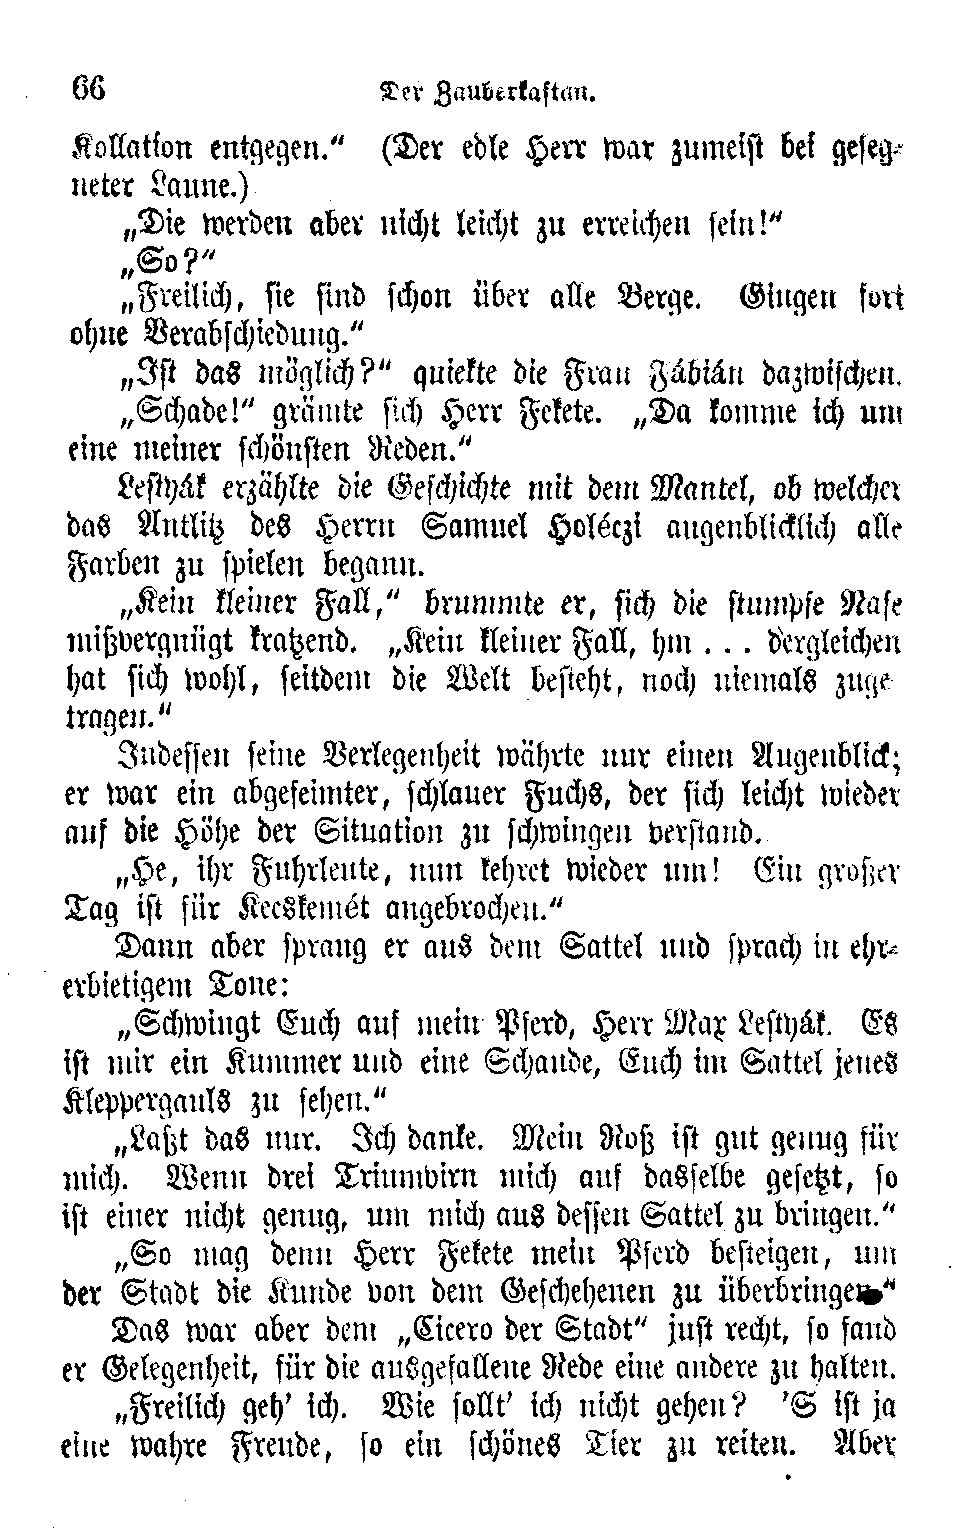 66 Der Zauberkaftan.
Kollation entgegen.“ (Der edle Herr war zumeist bei geseg-
neter Laune.)
„Die werden aber nicht leicht zu erreichen sein!“
„So?“
„Freilich, sie sind schon über alle Berge. Gingen fort
ohne Verabschiedung.“
„Ist das möglich?“ quiekte die Frau Fábián dazwischen.
„Schade!“ grämte sich Herr Fekete. „Da komme ich um
eine meiner schönsten Reden.“
Lestyák erzählte die Geschichte mit dem Mantel, ob welcher
das Antlitz des Herrn Samuel Holéczi augenblicklich alle
Farben zu spielen begann.
„Kein kleiner Fall,“ brummte er, sich die stumpfe Nase
mißvergnügt kratzend. „Kein kleiner Fall, hm . . . dergleichen
hat sich wohl, seitdem die Welt besteht, noch niemals zuge
tragen.“
Indessen seine Verlegenheit währte nur einen Augenblick;
er war ein abgefeimter, schlauer Fuchs, der sich leicht wieder
auf die Höhe der Situation zu schwingen verstand.
„He, ihr Fuhrleute, nun kehret wieder um! Ein großer
Tag ist für Kecskemét angebrochen.“
Dann aber sprang er aus dem Sattel und sprach in ehr-
erbietigem Tone:
„Schwingt Euch auf mein Pferd, Herr Max Lestyák. Es
ist mir ein Kummer und eine Schande, Euch im Sattel jenes
Kleppergauls zu sehen.“
„Laßt das nur. Ich danke. Mein Roß ist gut genug für
mich. Wenn drei Triumvirn mich auf dasselbe gesetzt, so
ist einer nicht genug, um mich aus dessen Sattel zu bringen.“
„So mag denn Herr Fekete mein Pferd besteigen, um
der Stadt die Kunde von dem Geschehenen zu überbringen.“
Das war aber dem „Cicero der Stadt“ just recht, so fand
er Gelegenheit, für die ausgefallene Rede eine andere zu halten.
„Freilich geh' ich. Wie sollt' ich nicht gehen? 'S ist ja
eine wahre Freude, so ein schönes Tier zu reiten. Aber